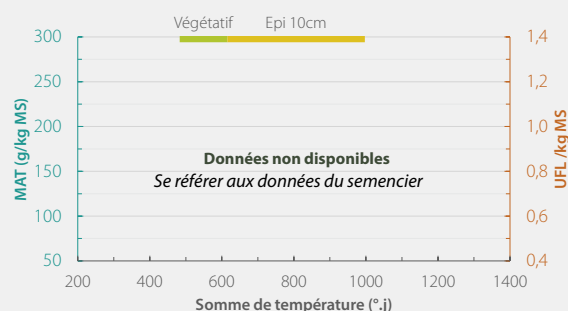 Végétatif Epi 10cm
300 1,4
250 1,2
200 1,0
Données non disponibles
150 0,8
Se référer aux données du semencier
100 0,6
50 0,4
MAT (g/kg MS)
UFL /kg MS
200 400 600 800 1000 1200 1400
Somme de température (°.j)